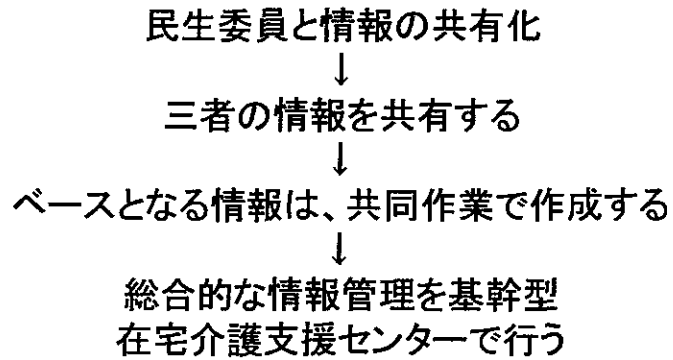 民生委員と情報の共有化
↓
三者の情報を共有する
↓
ベースとなる情報は、共同作業で作成する
↓
総合的な情報管理を基幹型
在宅介護支援センターで行う